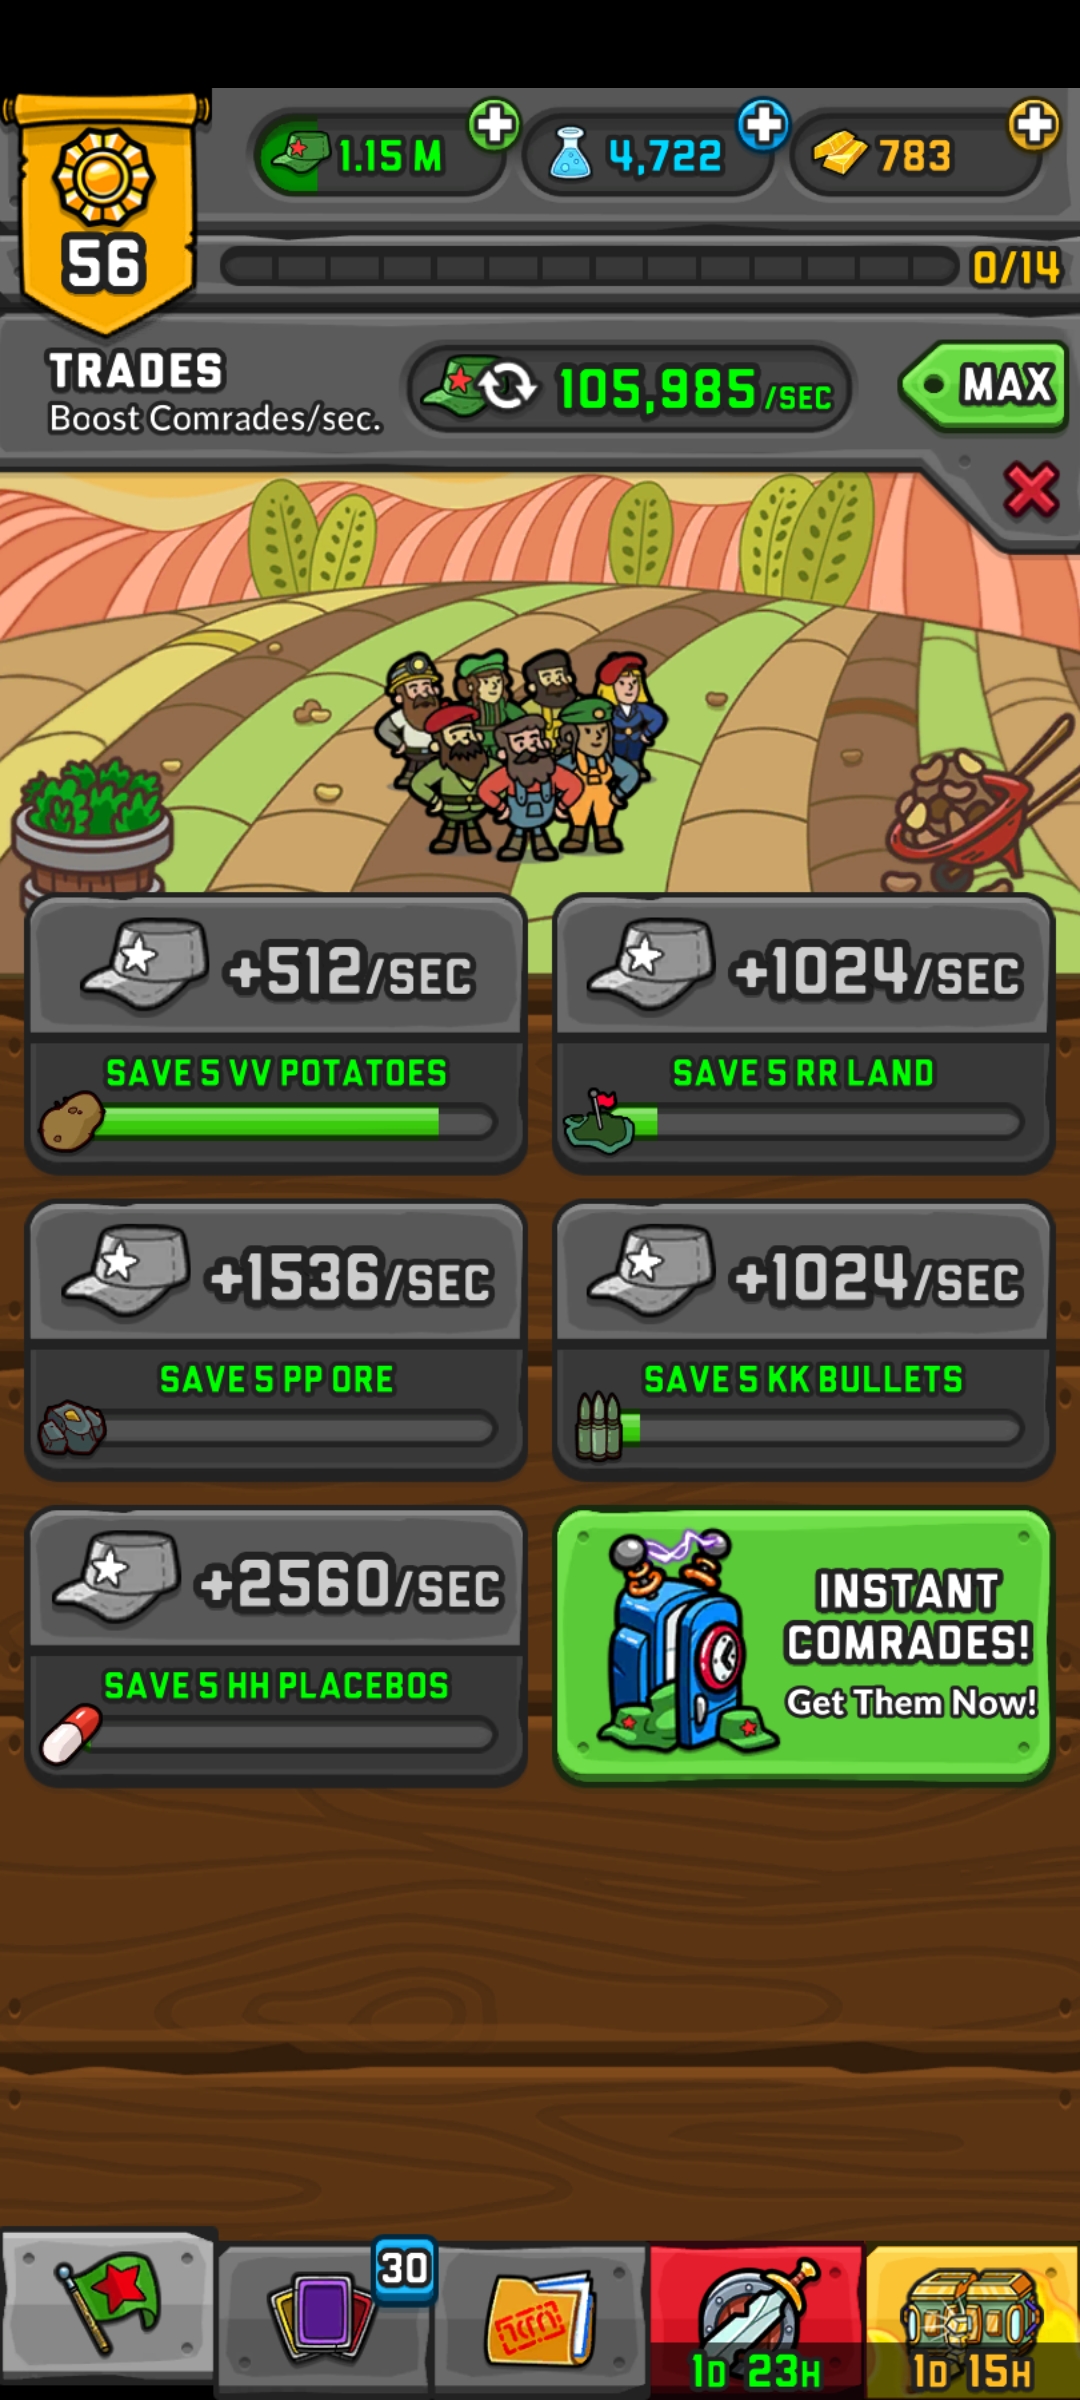 1.15 M
4,722
783
56
0/14
TRADES
Boost Comrades/sec.
105,985/SEC
MAX
+512/SEC
+1024/SEC
SAVE 5 VV POTATOES
SAVE 5 RR LAND
+1536/SEC
+1024/SEC
SAVE 5 PP ORE
SAVE 5 KK BULLETS
+2560/SEC
INSTANT
COMRADES!
Get Them Now!
SAVE 5 HH PLACEBOS
30
1D 23H
1D 15H